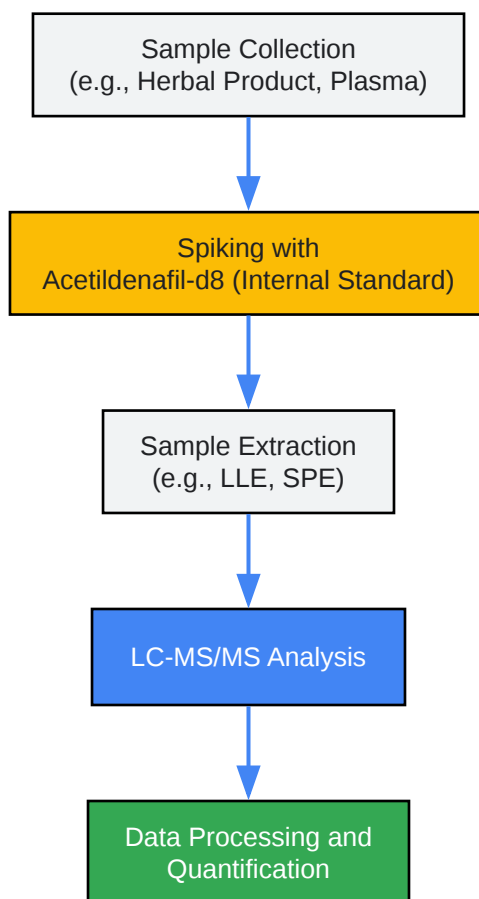 Sample Collection
(e.g., Herbal Product, Plasma)
Spiking with
Acetildenafil-d8 (Internal Standard)
Sample Extraction
(e.g., LLE, SPE)
LC-MS/MS Analysis
Data Processing and
Quantification